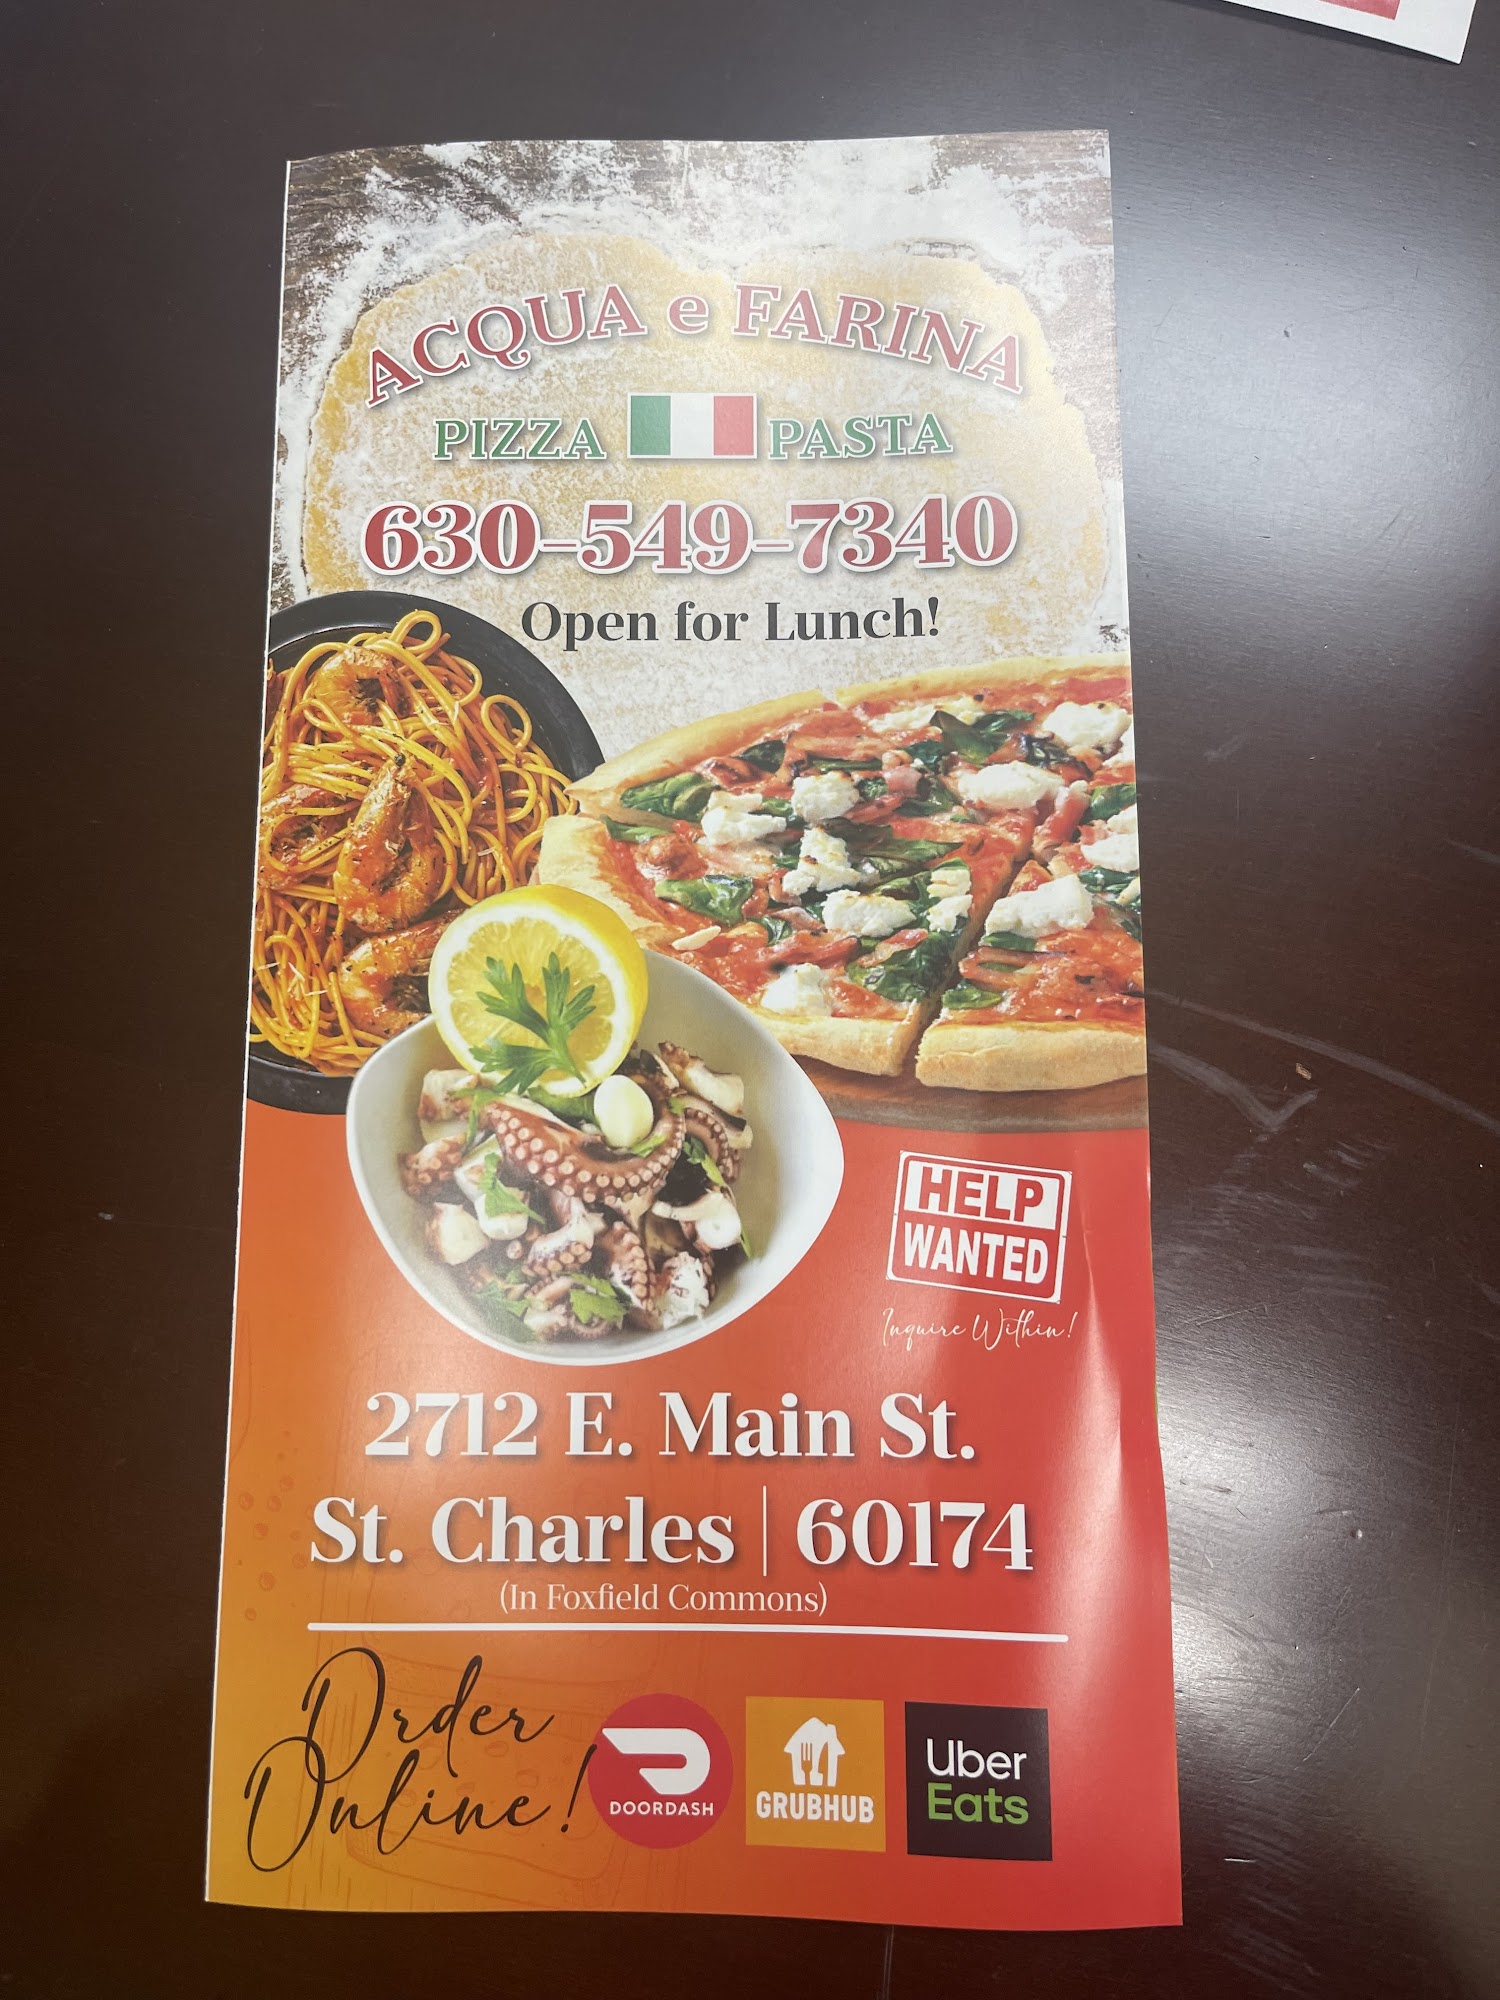 ACQUA e FARINA
PIZZA PASTA
630-549-7340
Open for Lunch!
HELP
WANTED
Inquire Within!
2712 E. Main St.
St. Charles | 60174
(In Foxfield Commons)
Order
Online!
DOORDASH
GRUBHUB
Uber
Eats